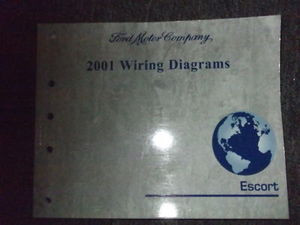 Ford Motor Company,
2001 Wiring Diagrams
Escort